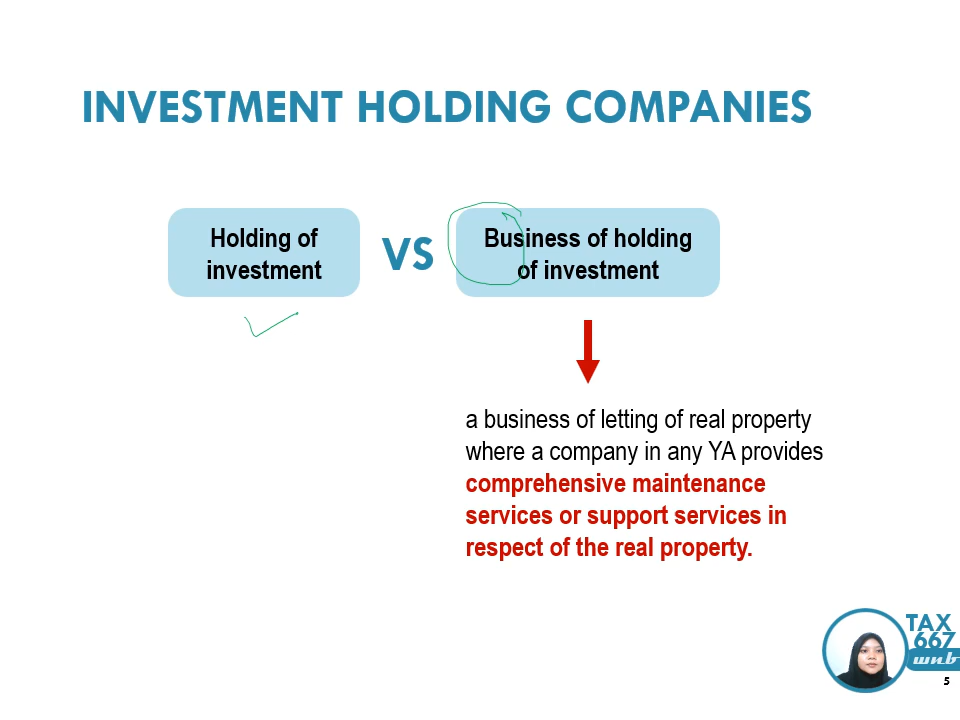 INVESTMENT HOLDING COMPANIES
Holding of
investment
VS
Business of holding
of investment
a business of letting of real property
where a company in any YA provides
comprehensive maintenance
services or support services in
respect of the real property.
TAX
667
wnb
5